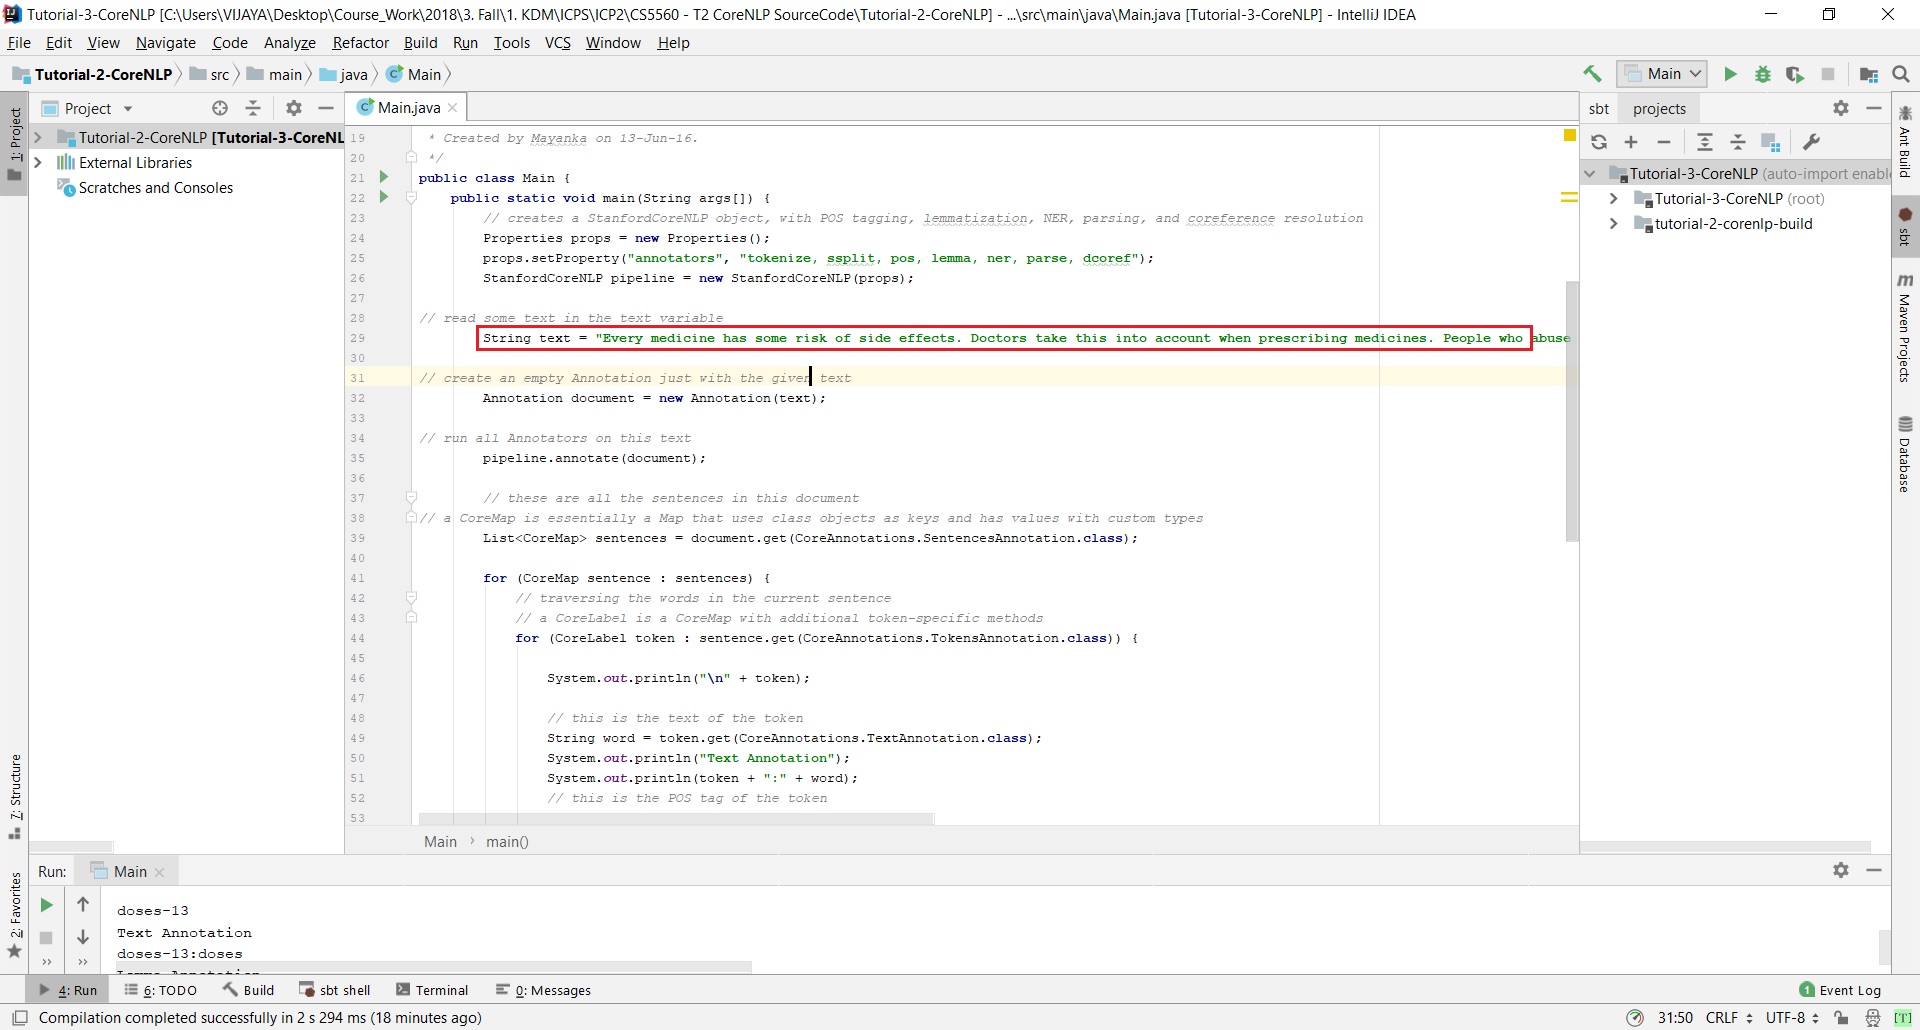 Tutorial-3-CoreNLP [C:\Users\VIJAYA\Desktop\Course_Work\2018\3. Fall\1. KDM\ICPS\ICP2\CS5560 - T2 CoreNLP SourceCode\Tutorial-2-CoreNLP] - ...\src\main\java\Main.java [Tutorial-3-CoreNLP] - IntelliJ IDEA
File Edit View Navigate Code Analyze Refactor Build Run Tools VCS Window Help
Tutorial-2-CoreNLP src main java Main
Main
Project
Main.java
sbt projects
1: Project
Tutorial-2-CoreNLP [Tutorial-3-CoreNL
External Libraries
Scratches and Consoles
19 * Created by Mayanka on 13-Jun-16.
20 */
21 public class Main {
22 public static void main(String args[]) {
23 // creates a StanfordCoreNLP object, with POS tagging, lemmatization, NER, parsing, and coreference resolution
24 Properties props = new Properties();
25 props.setProperty("annotators", "tokenize, ssplit, pos, lemma, ner, parse, dcoref");
26 StanfordCoreNLP pipeline = new StanfordCoreNLP(props);
27
28 // read some text in the text variable
29 String text = "Every medicine has some risk of side effects. Doctors take this into account when prescribing medicines. People who abuse
30
31 // create an empty Annotation just with the given text
32 Annotation document = new Annotation(text);
33
34 // run all Annotators on this text
35 pipeline.annotate(document);
36
37 // these are all the sentences in this document
38 // a CoreMap is essentially a Map that uses class objects as keys and has values with custom types
39 List<CoreMap> sentences = document.get(CoreAnnotations.SentencesAnnotation.class);
40
41 for (CoreMap sentence : sentences) {
42 // traversing the words in the current sentence
43 // a CoreLabel is a CoreMap with additional token-specific methods
44 for (CoreLabel token : sentence.get(CoreAnnotations.TokensAnnotation.class)) {
45
46 System.out.println("\n" + token);
47
48 // this is the text of the token
49 String word = token.get(CoreAnnotations.TextAnnotation.class);
50 System.out.println("Text Annotation");
51 System.out.println(token + ":" + word);
52 // this is the POS tag of the token
53
Main main()
Tutorial-3-CoreNLP (auto-import enable
Tutorial-3-CoreNLP (root)
tutorial-2-corenlp-build
Ant Build
sbt
Maven Projects
Database
7: Structure
2: Favorites
Run: Main
doses-13
Text Annotation
doses-13:doses
Lemma Annotation
4: Run 6: TODO Build sbt shell Terminal 0: Messages
1 Event Log
Compilation completed successfully in 2 s 294 ms (18 minutes ago)
31:50 CRLF UTF-8 [T]